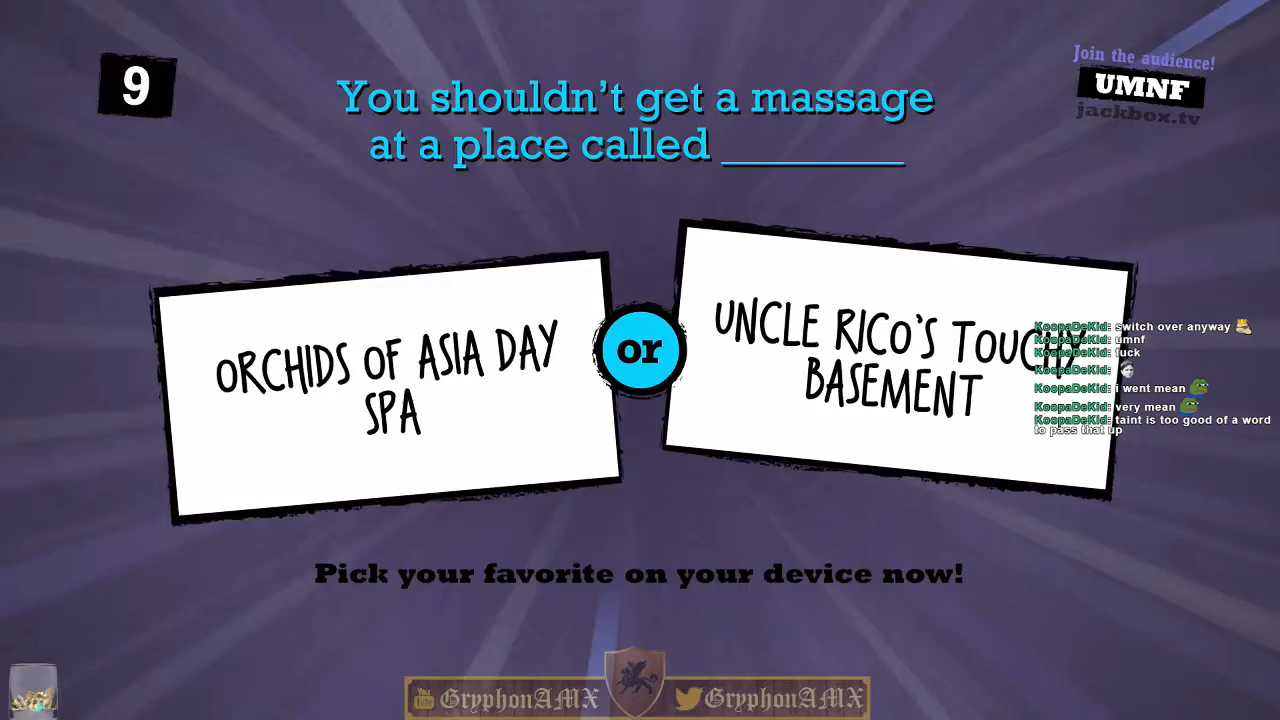 9
You shouldn't get a massage
at a place called ________
Join the audience!
UMNF
jackbox.tv
ORCHIDS OF ASIA DAY
SPA
or
UNCLE RICO'S TOUCHY
BASEMENT
KoopaDeKid: switch over anyway
KoopaDeKid: umnf
KoopaDeKid: fuck
KoopaDeKid:
KoopaDeKid: i went mean
KoopaDeKid: very mean
KoopaDeKid: taint is too good of a word
to pass that up
Pick your favorite on your device now!
You Tube GryphonAMX
GryphonAMX